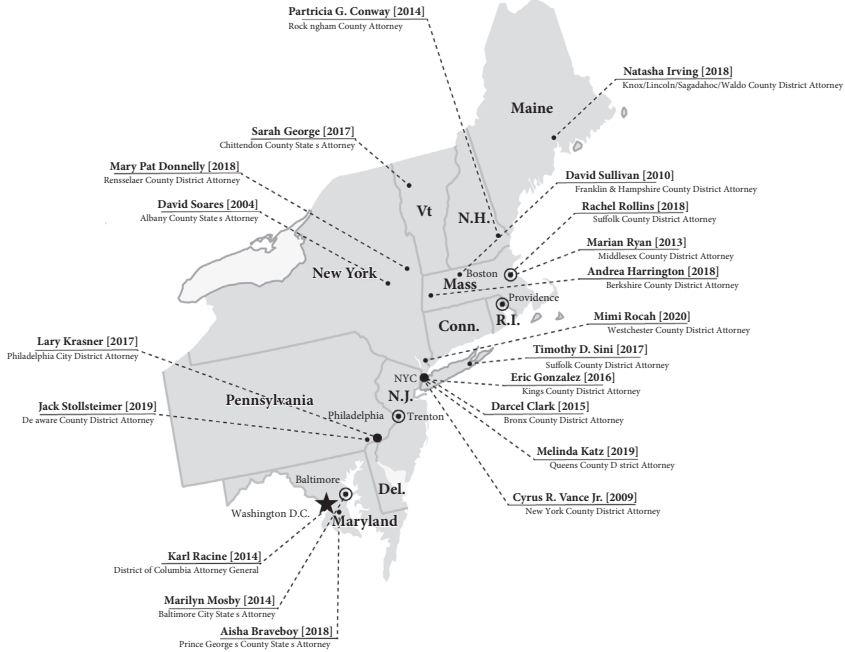 Partricia G. Conway [2014]
Rock ngham County Attorney
Natasha Irving [2018]
Knox/Lincoln/Sagadahoc/Waldo County District Attorney
Maine
Sarah George [2017]
Chittendon County State s Attorney
Mary Pat Donnelly [2018]
Rensselaer County District Attorney
David Sullivan [2010]
Franklin & Hampshire County District Attorney
David Soares [2004]
Albany County State s Attorney
Rachel Rollins [2018]
Suffolk County District Attorney
Vt
N.H.
Marian Ryan [2013]
Middlesex County District Attorney
New York
Boston
Mass
Andrea Harrington [2018]
Berkshire County District Attorney
Providence
R.I.
Conn.
Mimi Rocah [2020]
Westchester County District Attorney
Lary Krasner [2017]
Philadelphia City District Attorney
Timothy D. Sini [2017]
Suffolk County District Attorney
NYC
Eric Gonzalez [2016]
Kings County District Attorney
N.J.
Pennsylvania
Jack Stollsteimer [2019]
De aware County District Attorney
Philadelphia
Trenton
Darcel Clark [2015]
Bronx County District Attorney
Melinda Katz [2019]
Queens County D strict Attorney
Baltimore
Del.
Cyrus R. Vance Jr. [2009]
New York County District Attorney
Washington D.C.
Maryland
Karl Racine [2014]
District of Columbia Attorney General
Marilyn Mosby [2014]
Baltimore City State s Attorney
Aisha Braveboy [2018]
Prince George s County State s Attorney